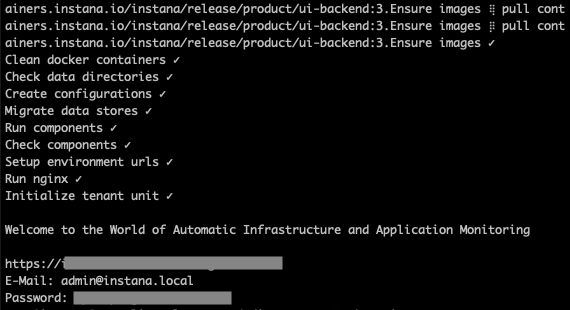 ainers.instana.io/instana/release/product/ui-backend:3.Ensure images ⣾ pull cont
ainers.instana.io/instana/release/product/ui-backend:3.Ensure images ⣾ pull cont
ainers.instana.io/instana/release/product/ui-backend:3.Ensure images ✓
Clean docker containers ✓
Check data directories ✓
Create configurations ✓
Migrate data stores ✓
Run components ✓
Check components ✓
Setup environment urls ✓
Run nginx ✓
Initialize tenant unit ✓
Welcome to the World of Automatic Infrastructure and Application Monitoring
https://
E-Mail: admin@instana.local
Password: